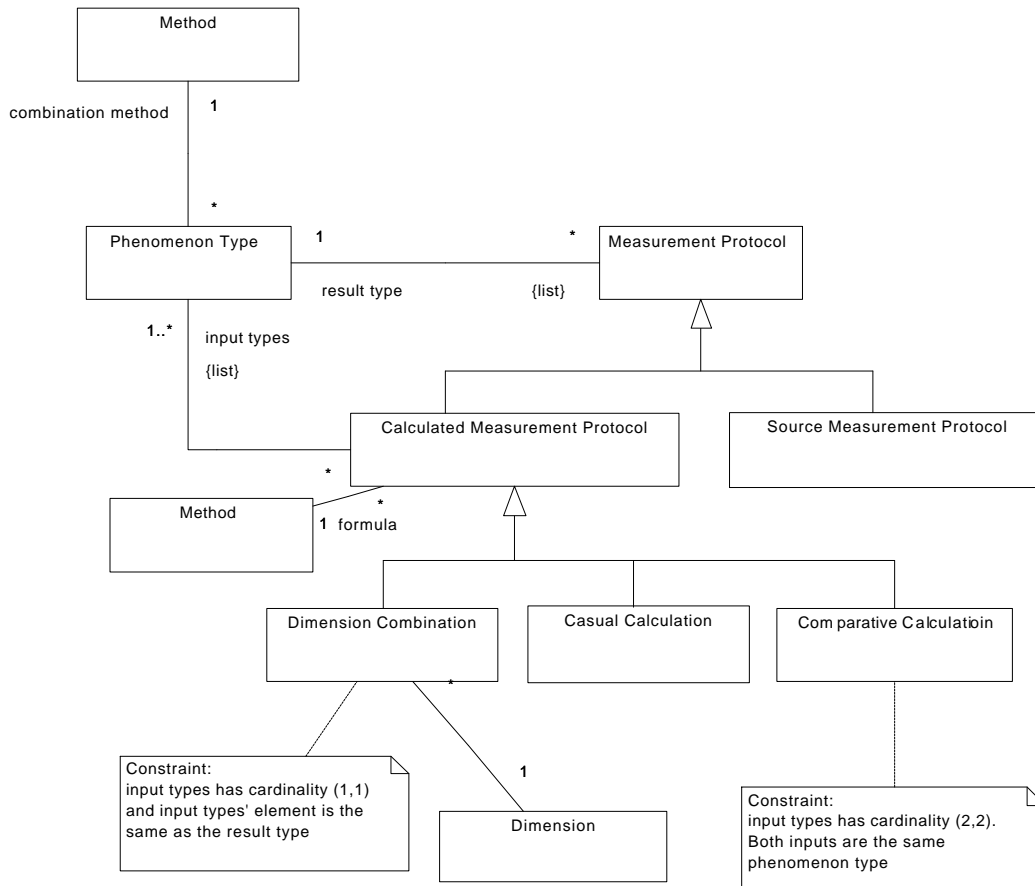 Method
combination method
1
*
Phenomenon Type
1
*
Measurement Protocol
result type
{list}
1..*
input types
{list}
Calculated Measurement Protocol
Source Measurement Protocol
*
*
Method
1
formula
Dimension Combination
Casual Calculation
Comparative Calculatioin
*
1
Constraint:
input types has cardinality (1,1)
and input types' element is the
same as the result type
Dimension
Constraint:
input types has cardinality (2,2).
Both inputs are the same
phenomenon type